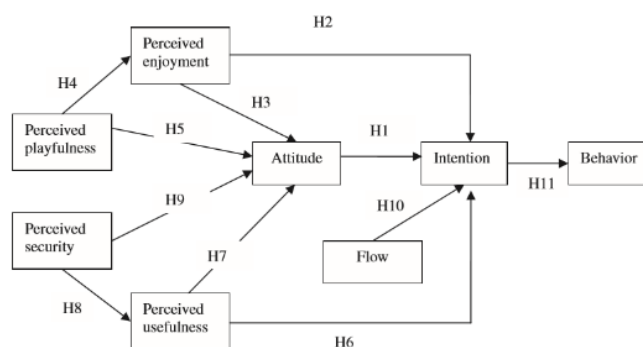 H2
Perceived
enjoyment
H4
H3
Perceived
playfulness
H5
H1
Attitude
Intention
Behavior
H11
H9
H10
Perceived
security
H7
Flow
H8
Perceived
usefulness
H6